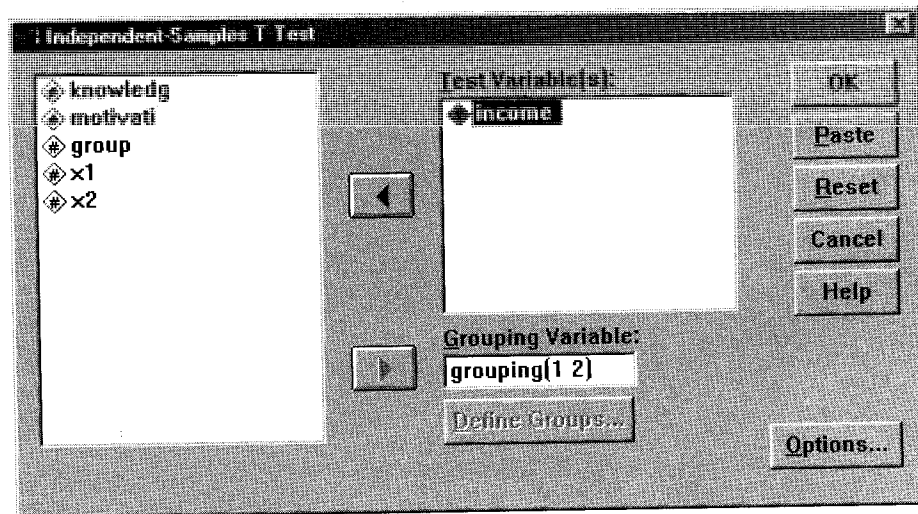 Independent-Samples T Test
knowledg
motivati
group
x1
x2
Test Variable(s):
income
Grouping Variable:
grouping(1 2)
Define Groups...
OK
Paste
Reset
Cancel
Help
Options...